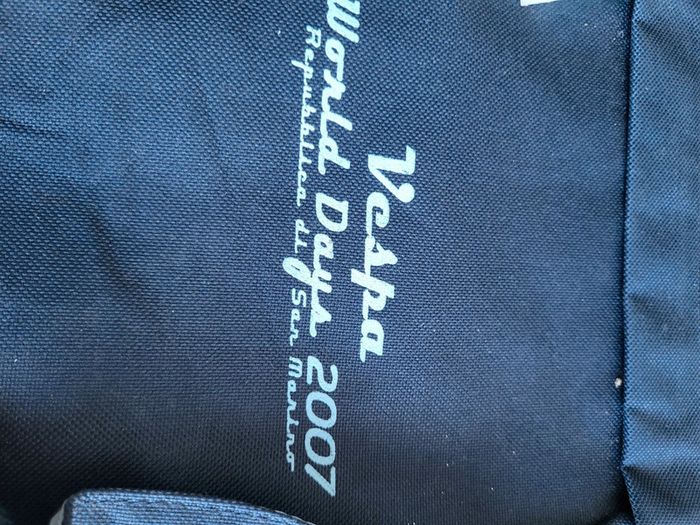 Vespa
World Days 2007
Repubblica di San Marino